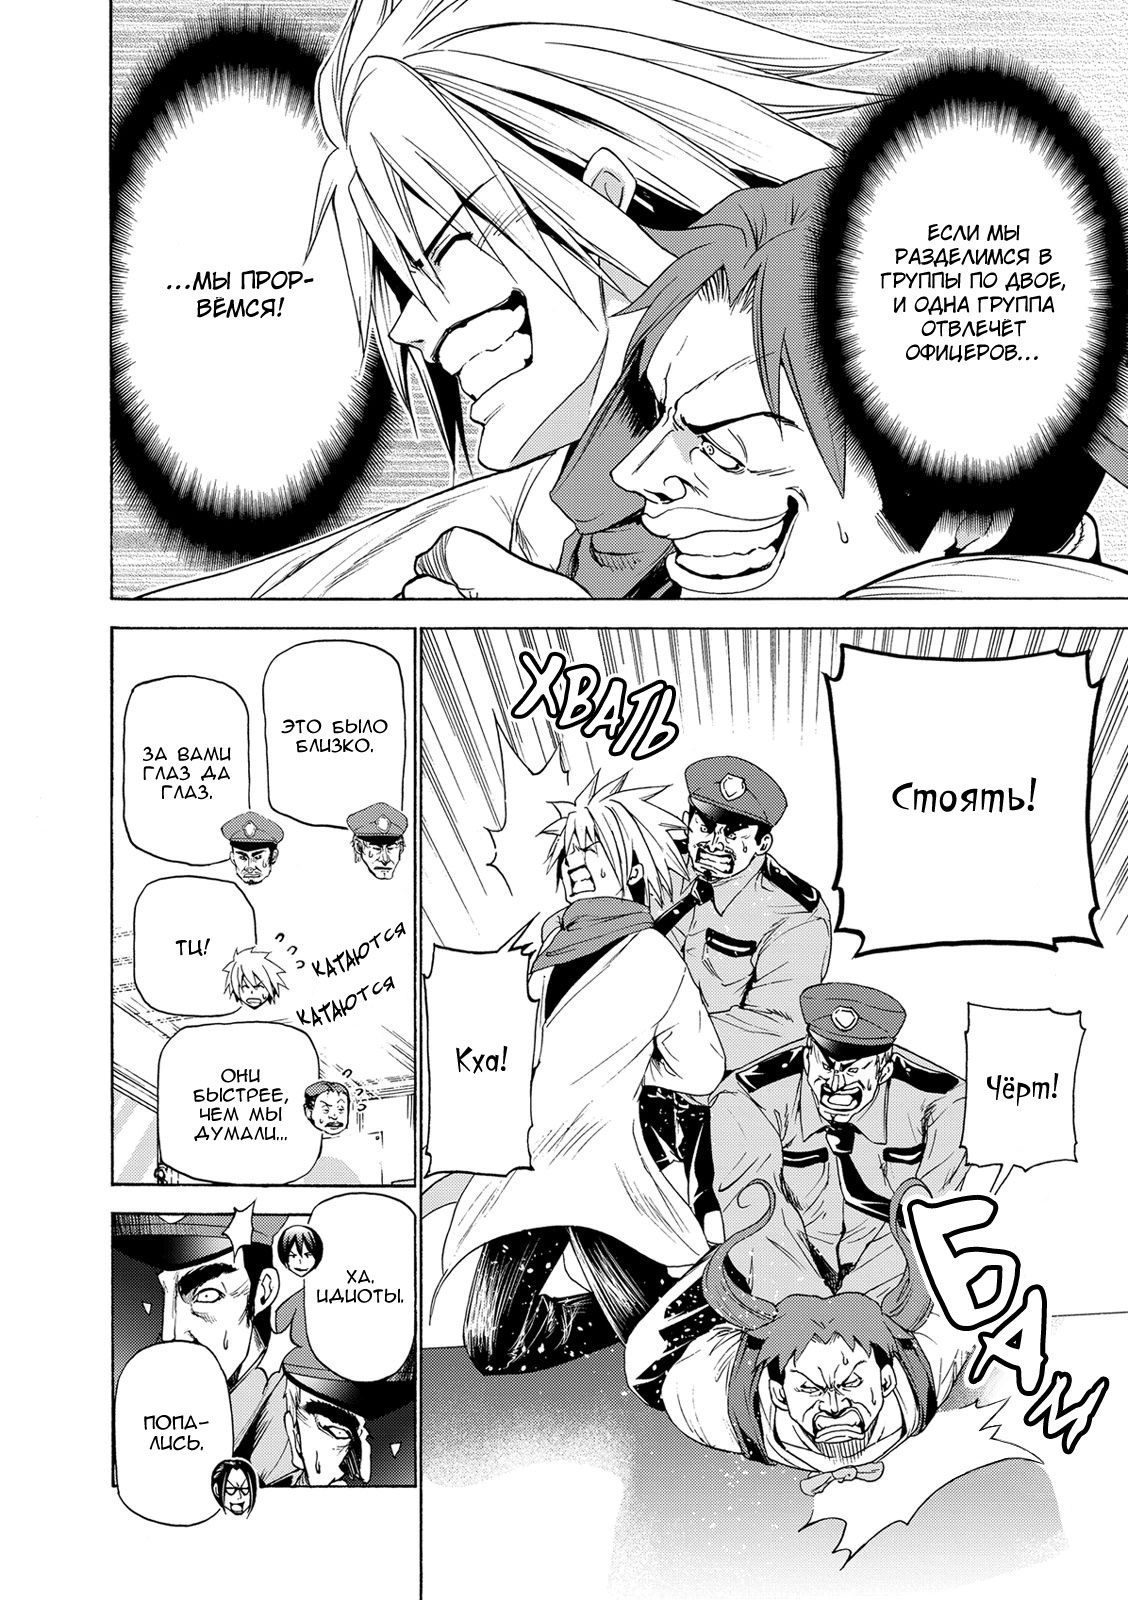 ЕСЛИ МЫ
РАЗДЕЛИМСЯ В
ГРУППЫ ПО ДВОЕ,
И ОДНА ГРУППА
ОТВЛЕЧЁТ
ОФИЦЕРОВ...
...МЫ ПРОР-
ВЁМСЯ!
Стоять!
ХВАТЬ
Чёрт!
Кха!
БАМ
ЭТО БЫЛО
БЛИЗКО.
ЗА ВАМИ
ГЛАЗ ДА
ГЛАЗ.
ТЦ!
КАТАЮТСЯ
КАТАЮТСЯ
ОНИ
БЫСТРЕЕ,
ЧЕМ МЫ
ДУМАЛИ...
ХА,
ИДИОТЫ.
ПОПА-
ЛИСЬ.